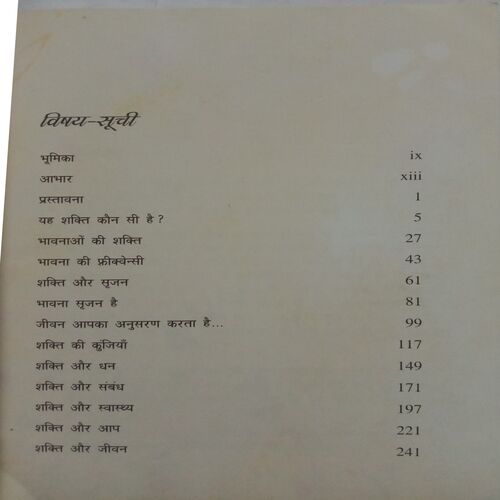 विषय-सूची
भूमिका ix
आभार xiii
प्रस्तावना 1
यह शक्ति कौन सी है? 5
भावनाओं की शक्ति 27
भावना की फ़्रीक्वेन्सी 43
शक्ति और सृजन 61
भावना सृजन है 81
जीवन आपका अनुसरण करता है... 99
शक्ति की कुंजियाँ 117
शक्ति और धन 149
शक्ति और संबंध 171
शक्ति और स्वास्थ्य 197
शक्ति और आप 221
शक्ति और जीवन 241